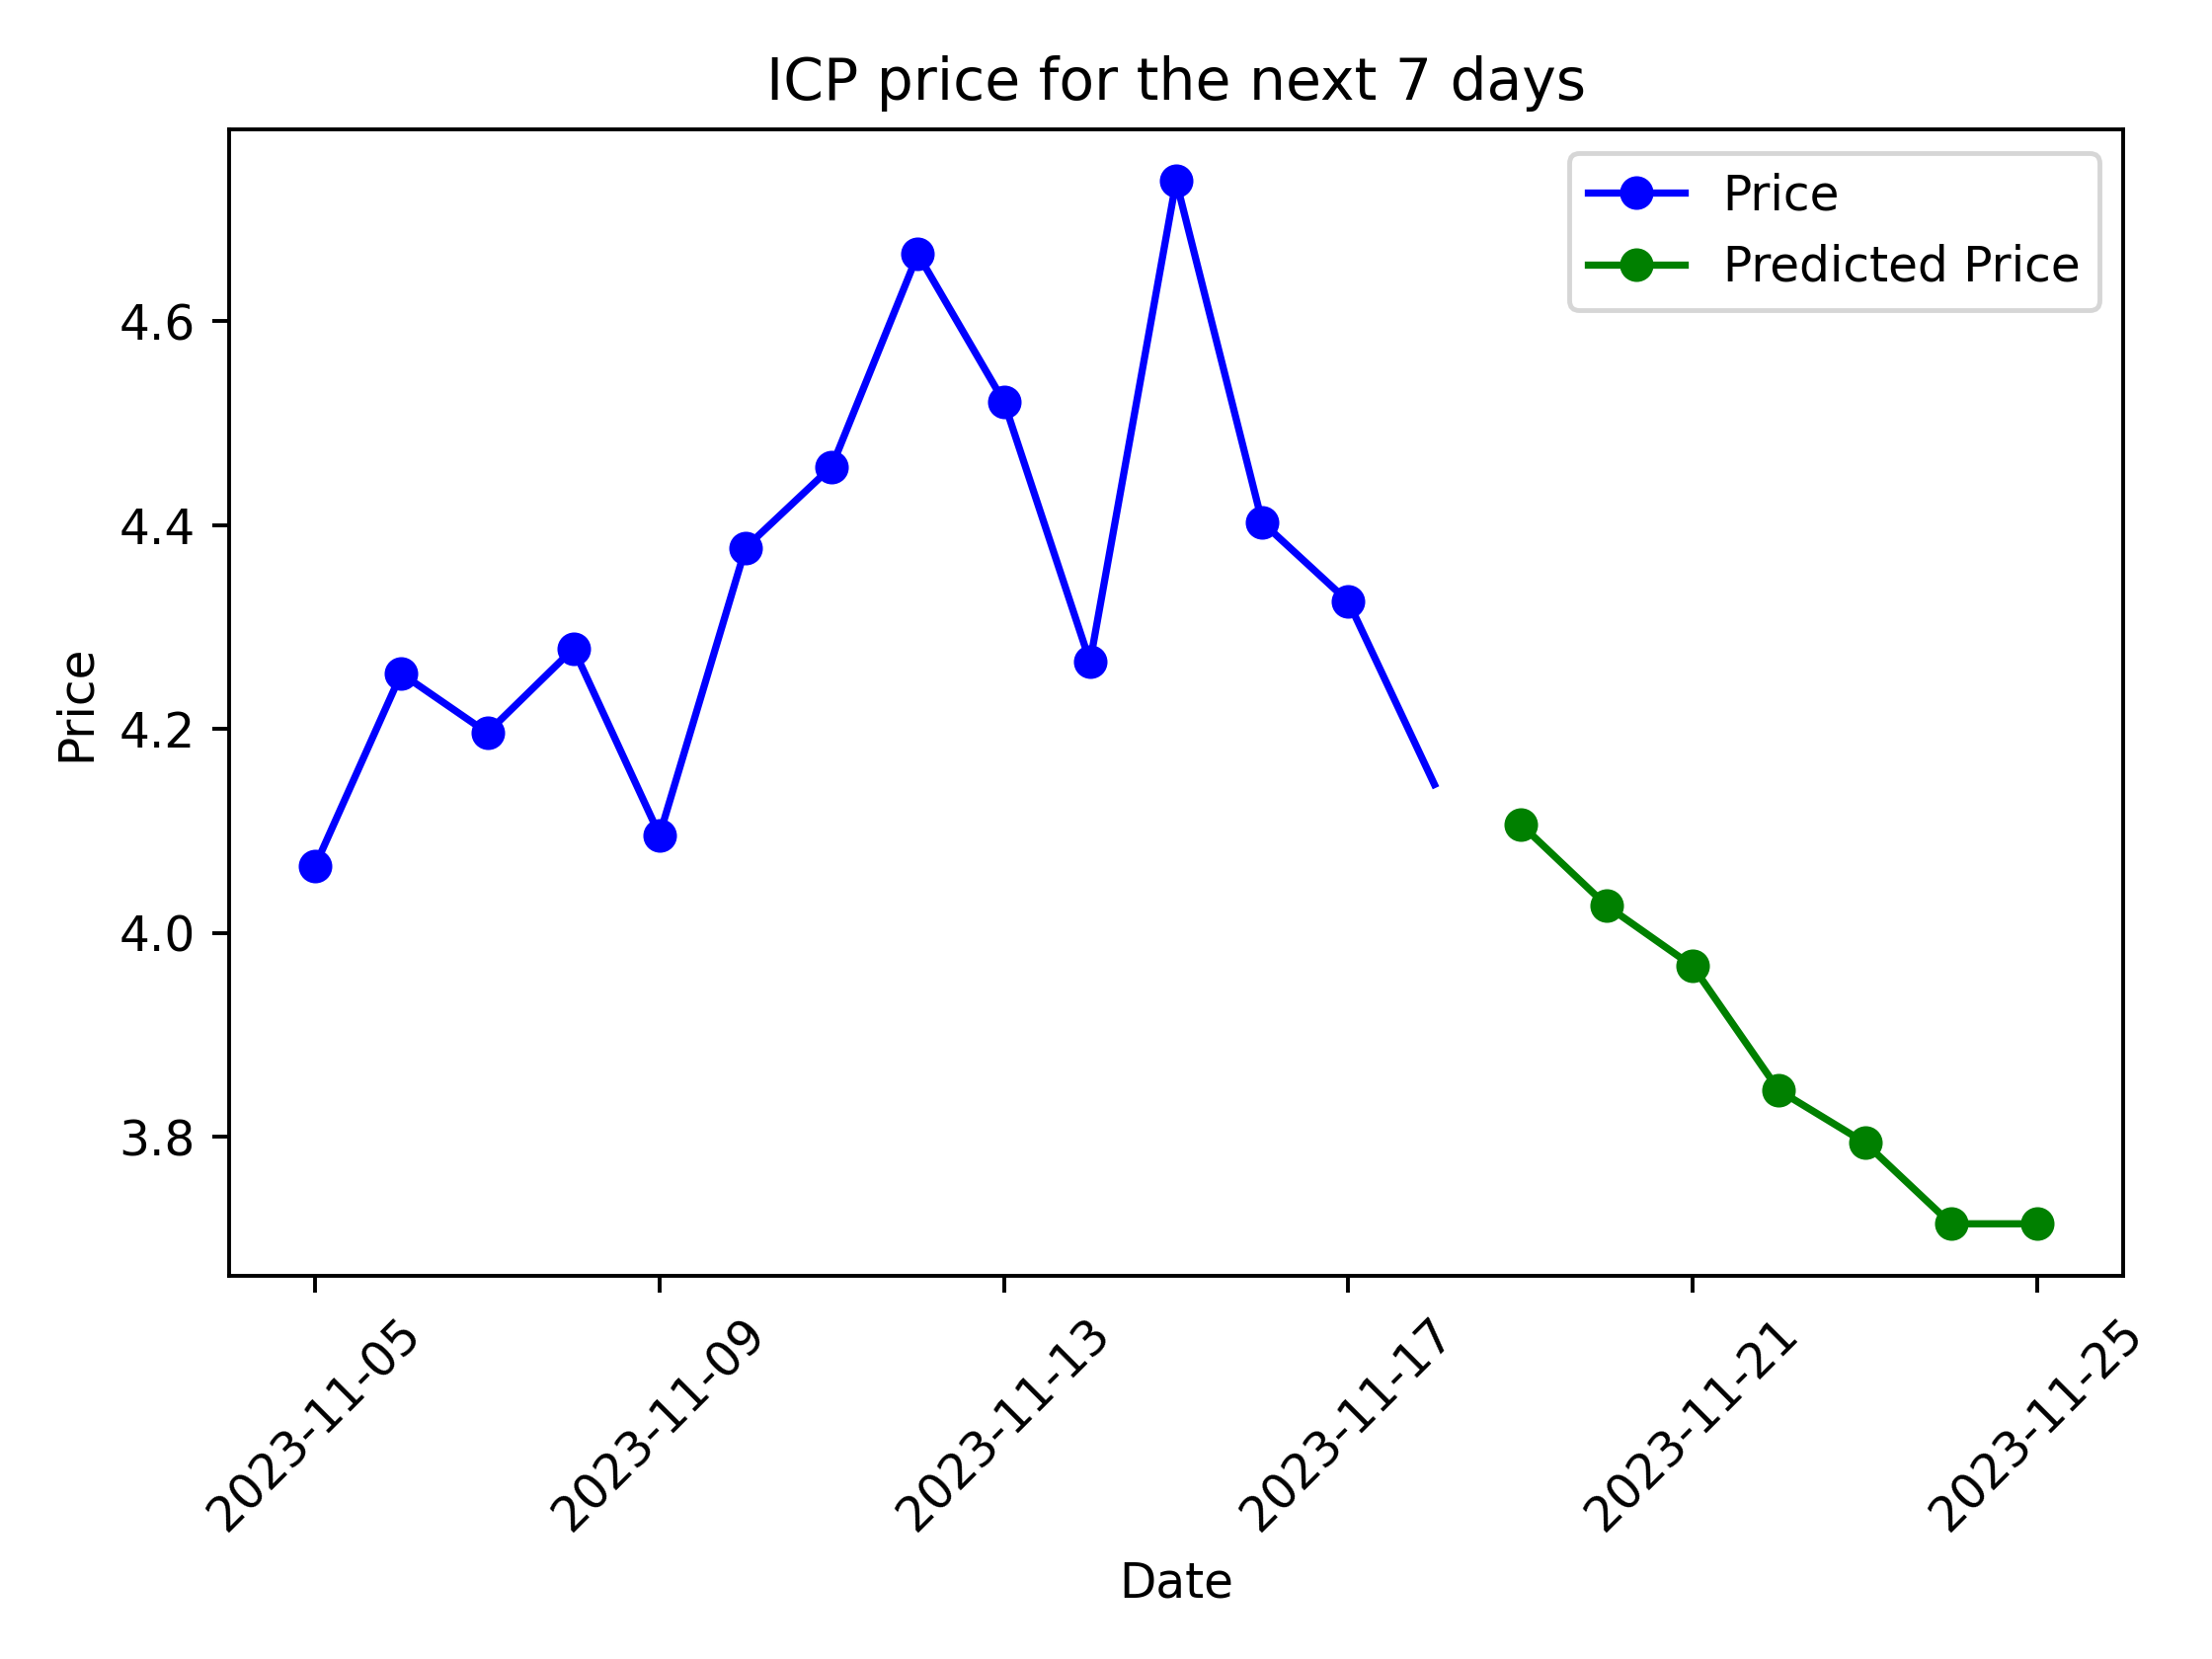 ICP price for the next 7 days
Price
Predicted Price
4.6
4.4
4.2
4.0
3.8
Price
2023-11-05
2023-11-09
2023-11-13
2023-11-17
2023-11-21
2023-11-25
Date